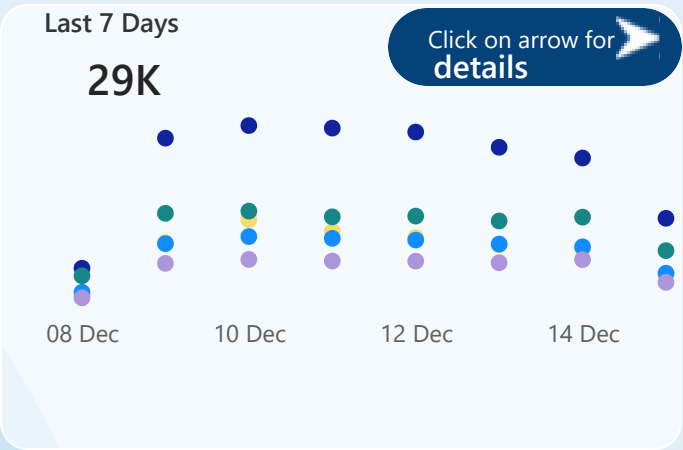 Last 7 Days
29K
Click on arrow for
details
08 Dec
10 Dec
12 Dec
14 Dec